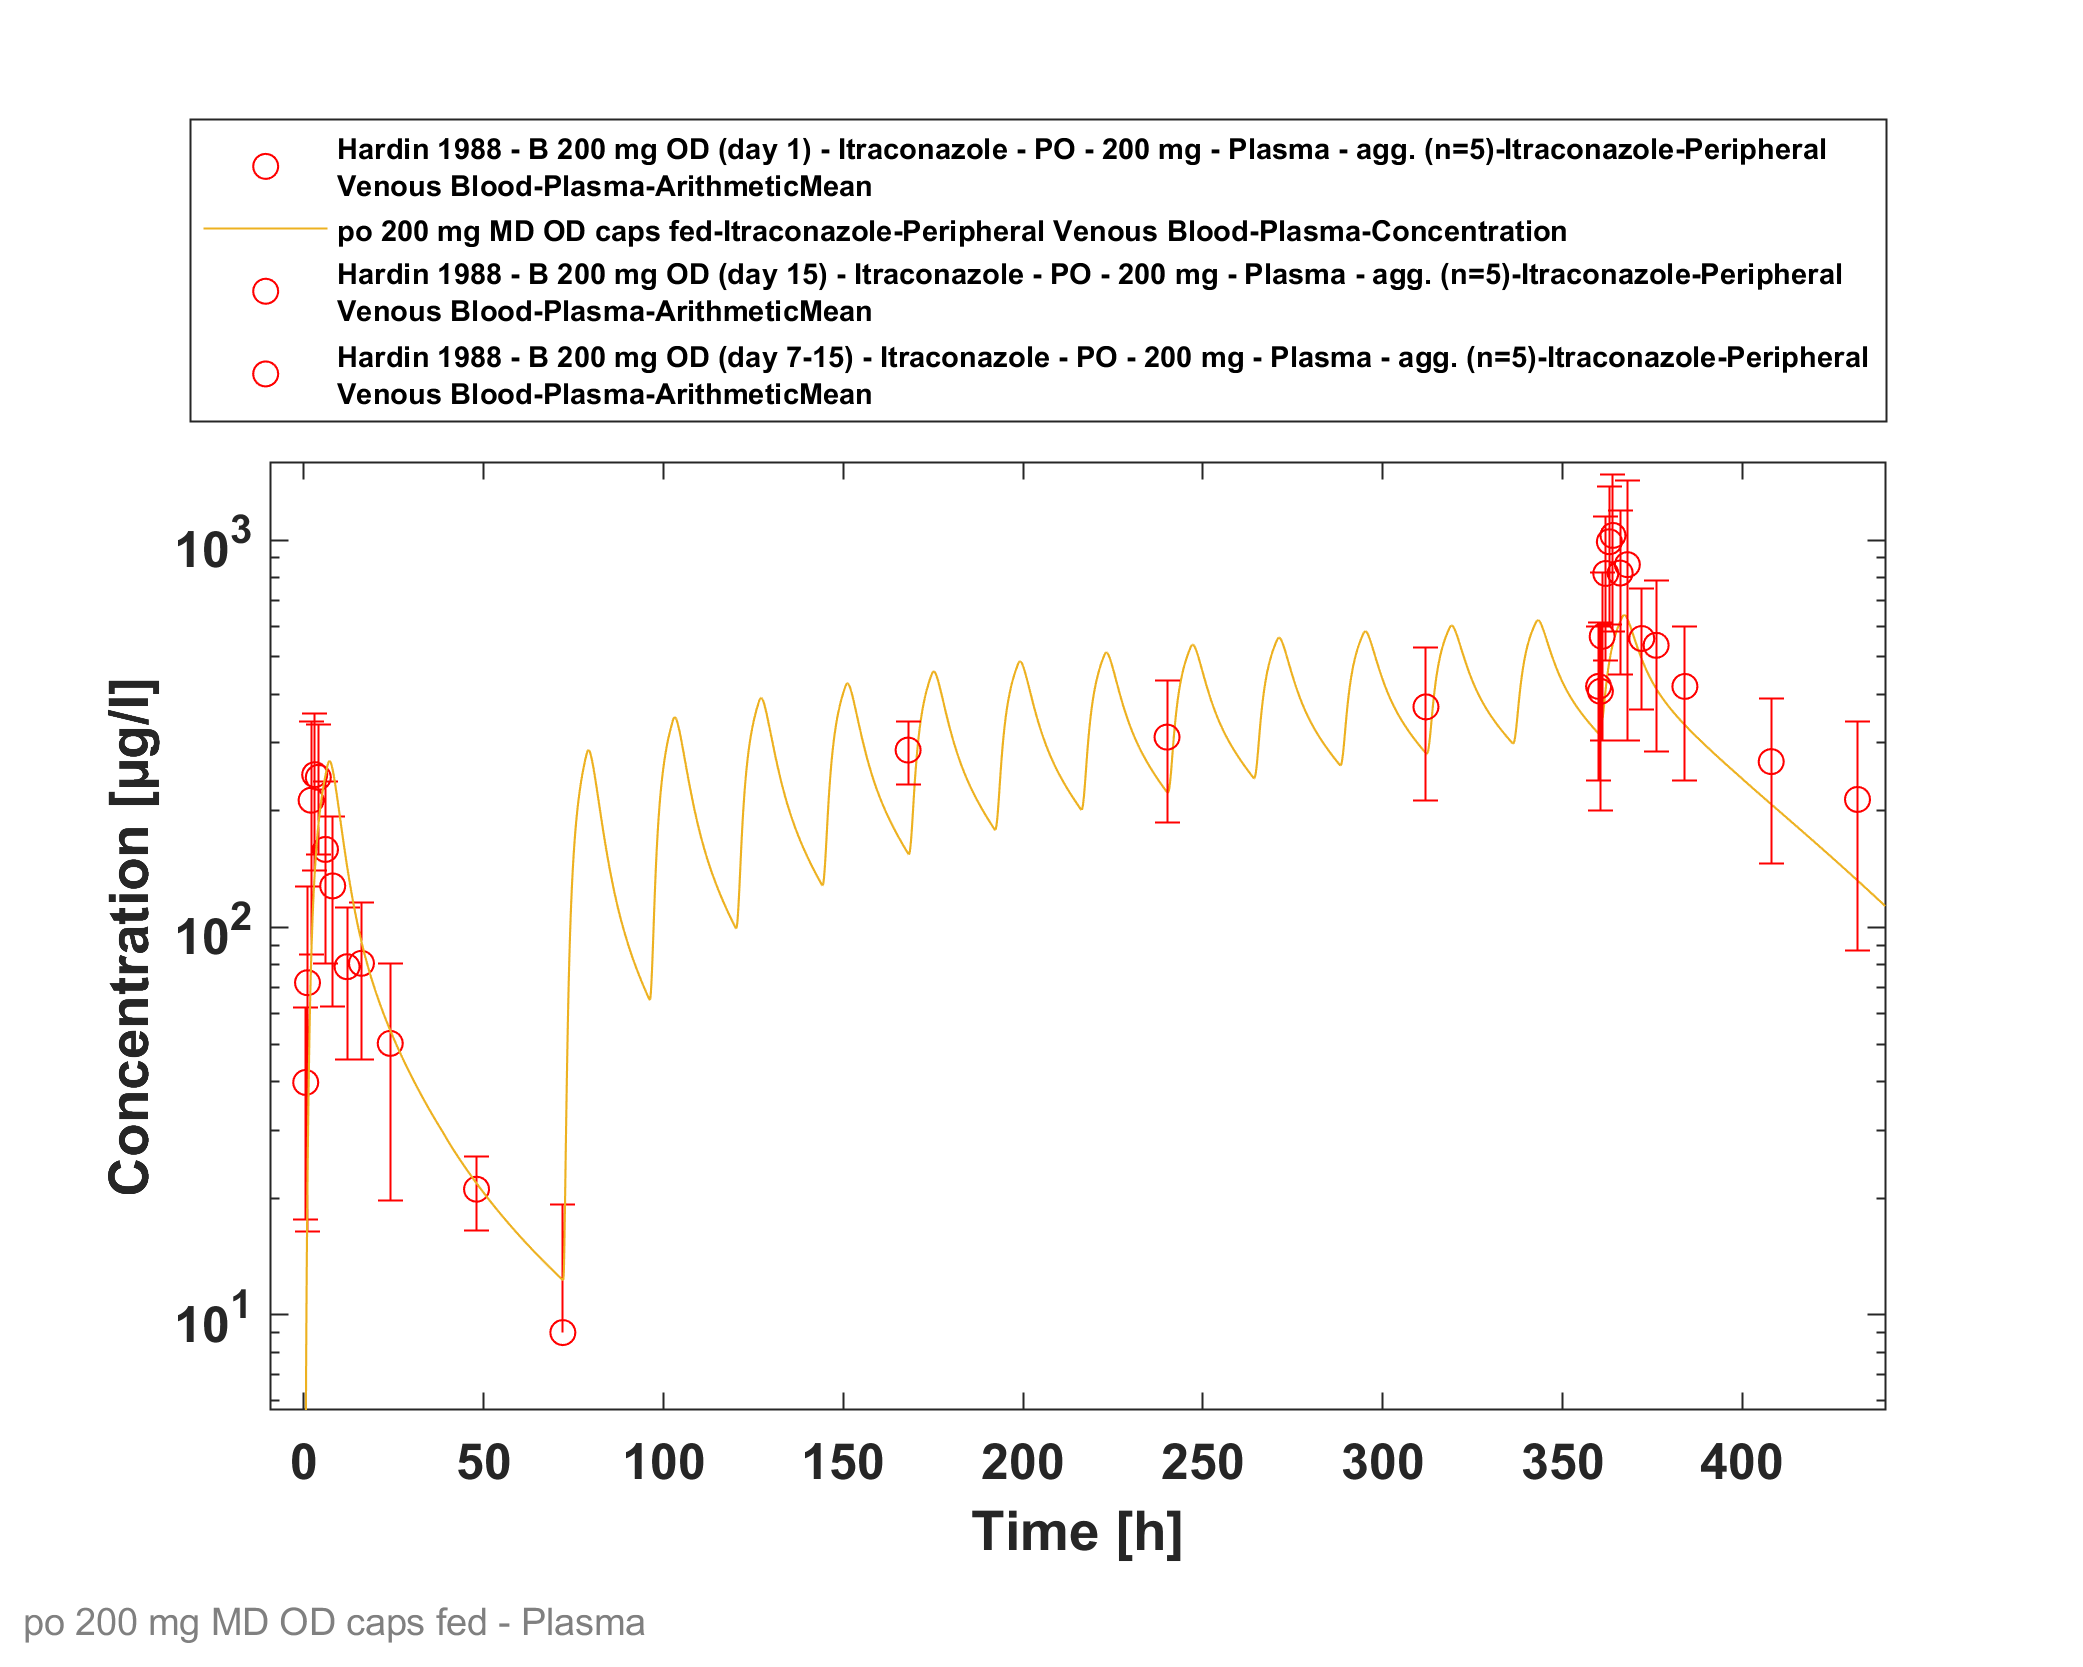 Hardin 1988 - B 200 mg OD (day 1) - Itraconazole - PO - 200 mg - Plasma - agg. (n=5)-Itraconazole-Peripheral
Venous Blood-Plasma-ArithmeticMean
po 200 mg MD OD caps fed-Itraconazole-Peripheral Venous Blood-Plasma-Concentration
Hardin 1988 - B 200 mg OD (day 15) - Itraconazole - PO - 200 mg - Plasma - agg. (n=5)-Itraconazole-Peripheral
Venous Blood-Plasma-ArithmeticMean
Hardin 1988 - B 200 mg OD (day 7-15) - Itraconazole - PO - 200 mg - Plasma - agg. (n=5)-Itraconazole-Peripheral
Venous Blood-Plasma-ArithmeticMean
Concentration [µg/l]
10³
10²
10¹
0 50 100 150 200 250 300 350 400
Time [h]
po 200 mg MD OD caps fed - Plasma